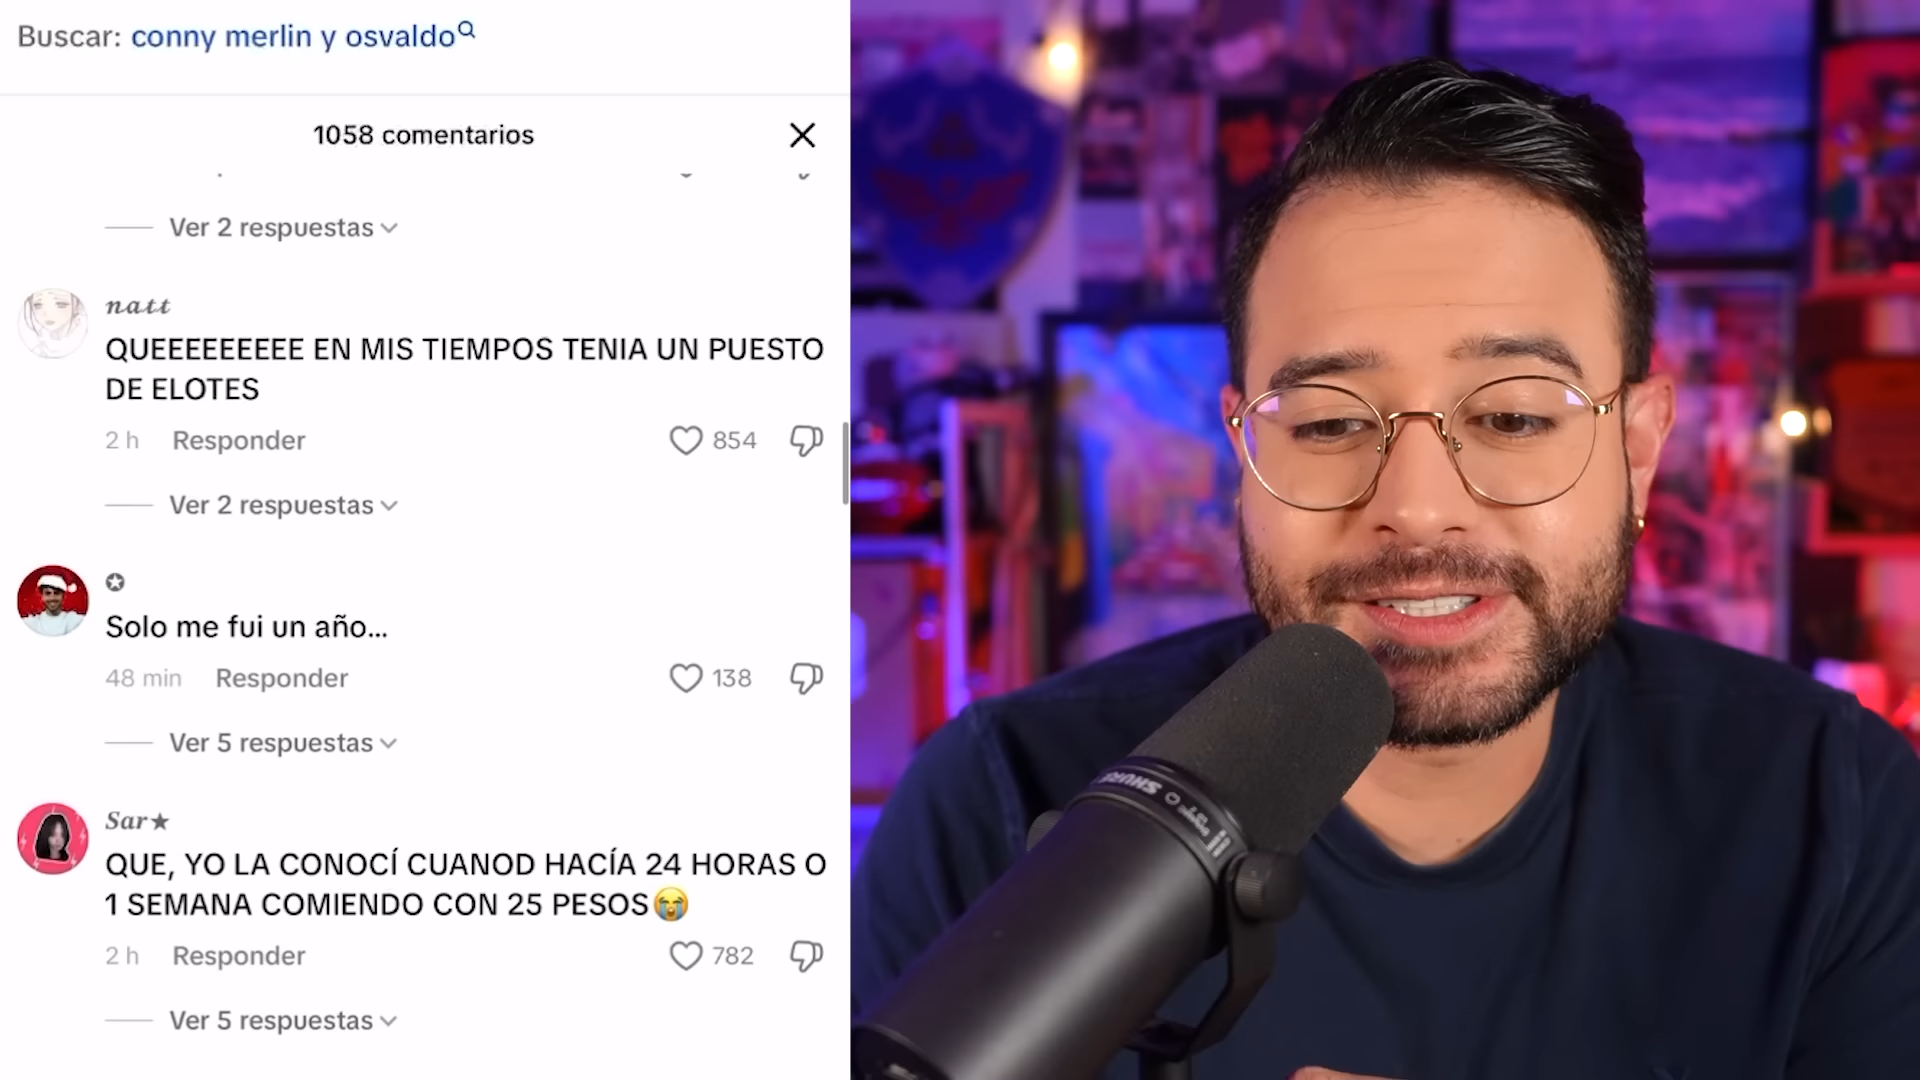 Buscar: conny merlin y osvaldo
1058 comentarios
Ver 2 respuestas
natt
QUEEEEEEEEE EN MIS TIEMPOS TENIA UN PUESTO
DE ELOTES
2 h Responder 854
Ver 2 respuestas
Solo me fui un año...
48 min Responder 138
Ver 5 respuestas
Sar★
QUE, YO LA CONOCÍ CUANOD HACÍA 24 HORAS O
1 SEMANA COMIENDO CON 25 PESOS😭
2 h Responder 782
Ver 5 respuestas
SHURE